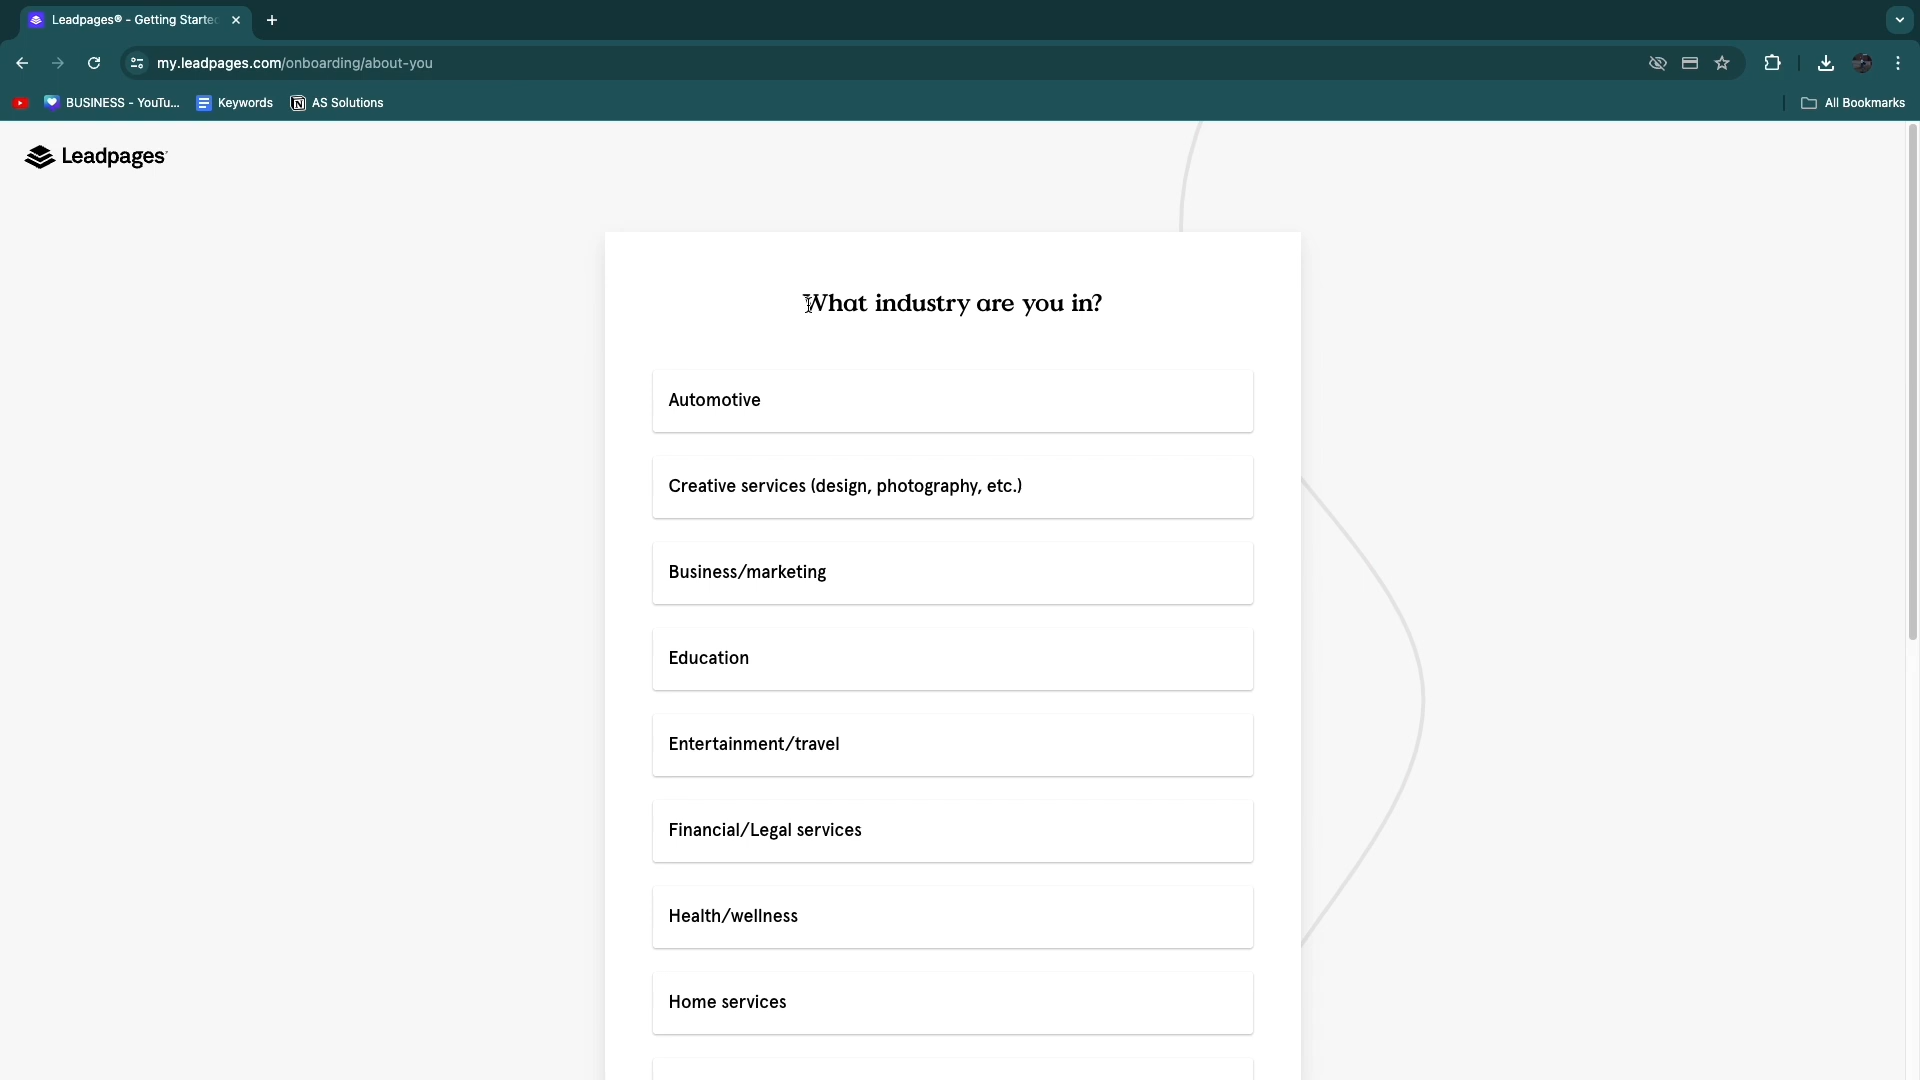 Leadpages® - Getting Starte
my.leadpages.com/onboarding/about-you
BUSINESS - YouTu...
Keywords
AS Solutions
All Bookmarks
Leadpages
What industry are you in?
Automotive
Creative services (design, photography, etc.)
Business/marketing
Education
Entertainment/travel
Financial/Legal services
Health/wellness
Home services